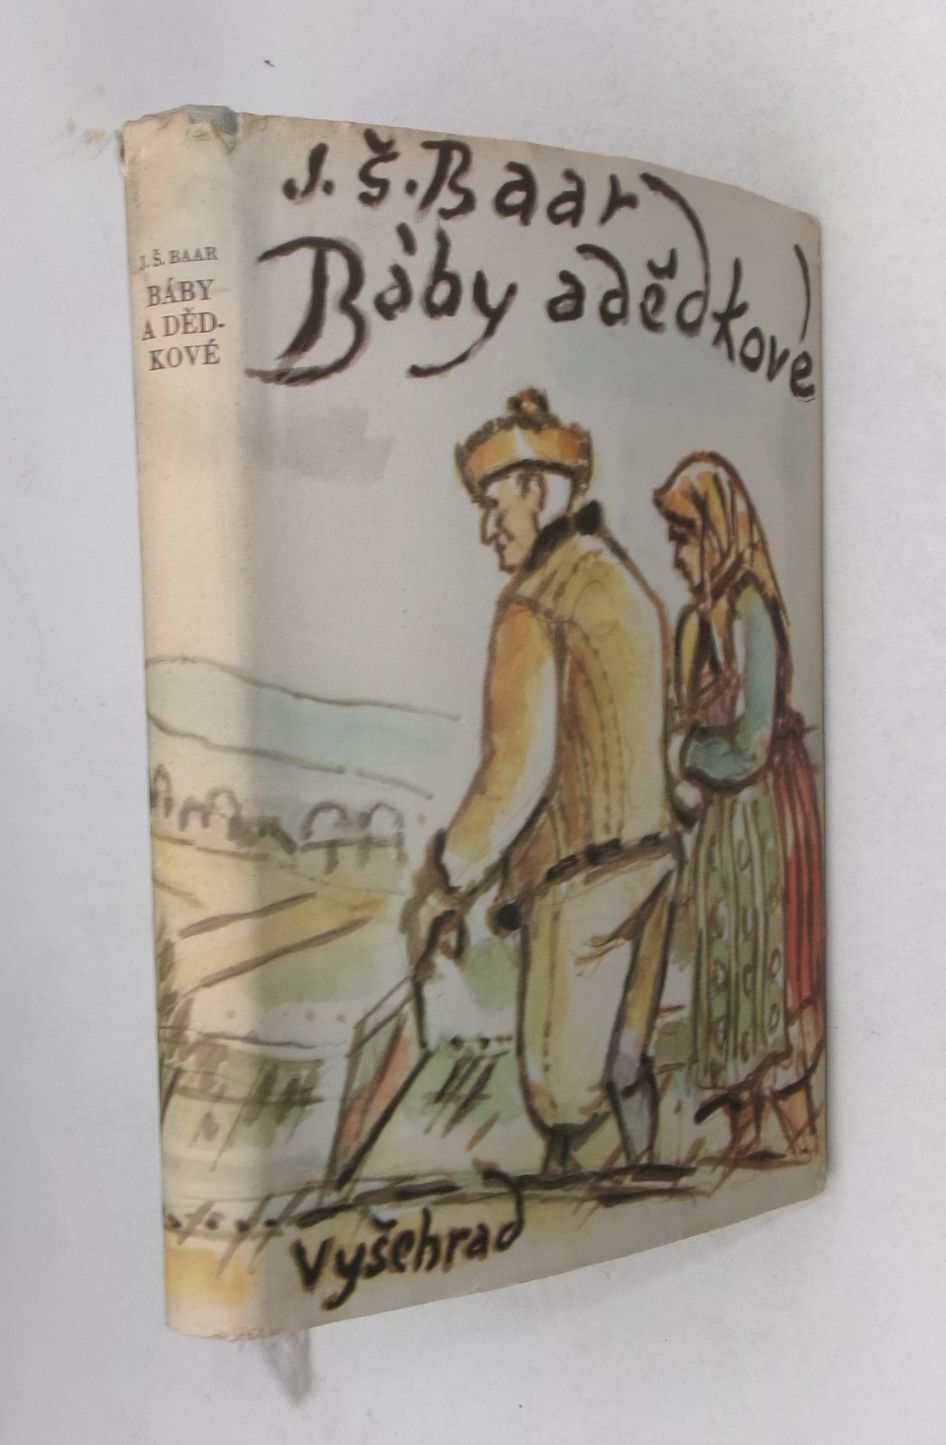 J. Š. BAAR
BÁBY
A DĚD-
KOVÉ
J. Š. Baar
Báby a dědkové
Vyšehrad